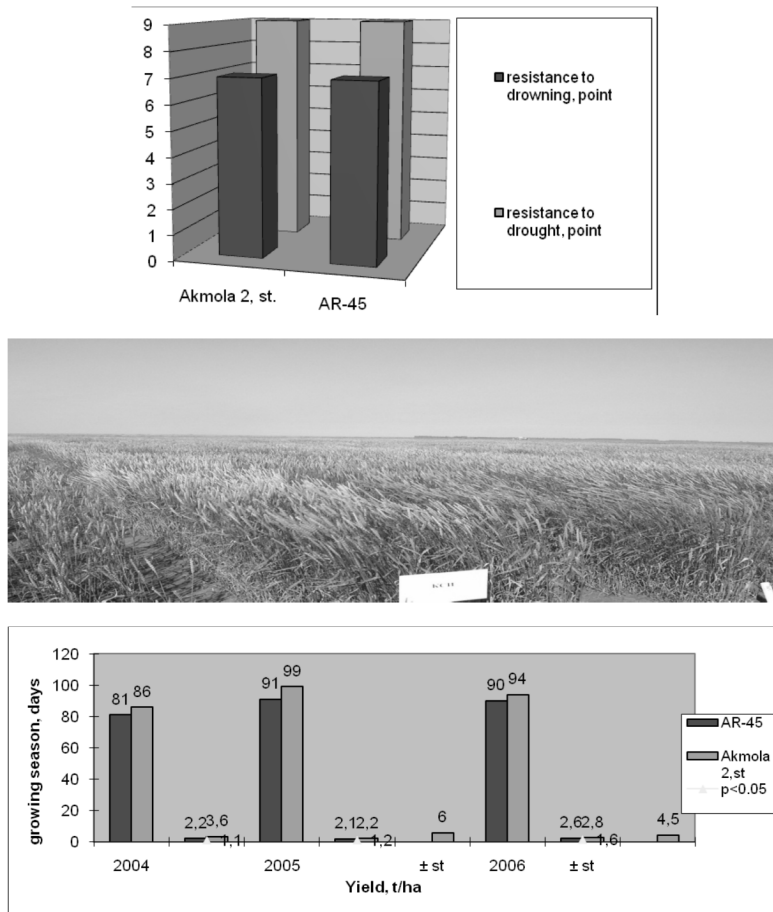 9
8
7
6
5
4
3
2
1
0
Akmola 2, st.
AR-45
resistance to
drowning, point
resistance to
drought, point
120
100
80
60
40
20
0
growing season, days
81 86
2,2 3,6
1,1
91 99
2,1 2,2
1,2
6
90 94
2,6 2,8
1,6
4,5
2004 2005 ± st 2006 ± st
Yield, t/ha
AR-45
Akmola
2,st
p<0.05